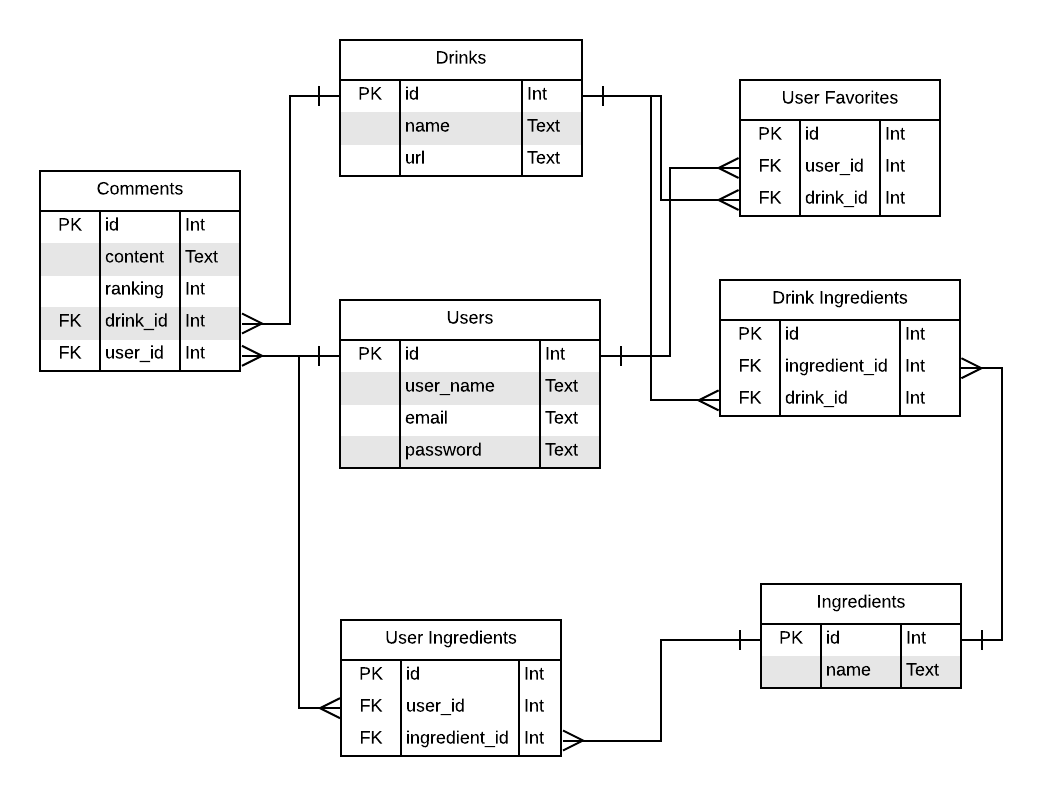 Drinks
PK id Int
name Text
url Text
User Favorites
PK id Int
FK user_id Int
FK drink_id Int
Comments
PK id Int
content Text
ranking Int
FK drink_id Int
FK user_id Int
Users
PK id Int
user_name Text
email Text
password Text
Drink Ingredients
PK id Int
FK ingredient_id Int
FK drink_id Int
User Ingredients
PK id Int
FK user_id Int
FK ingredient_id Int
Ingredients
PK id Int
name Text